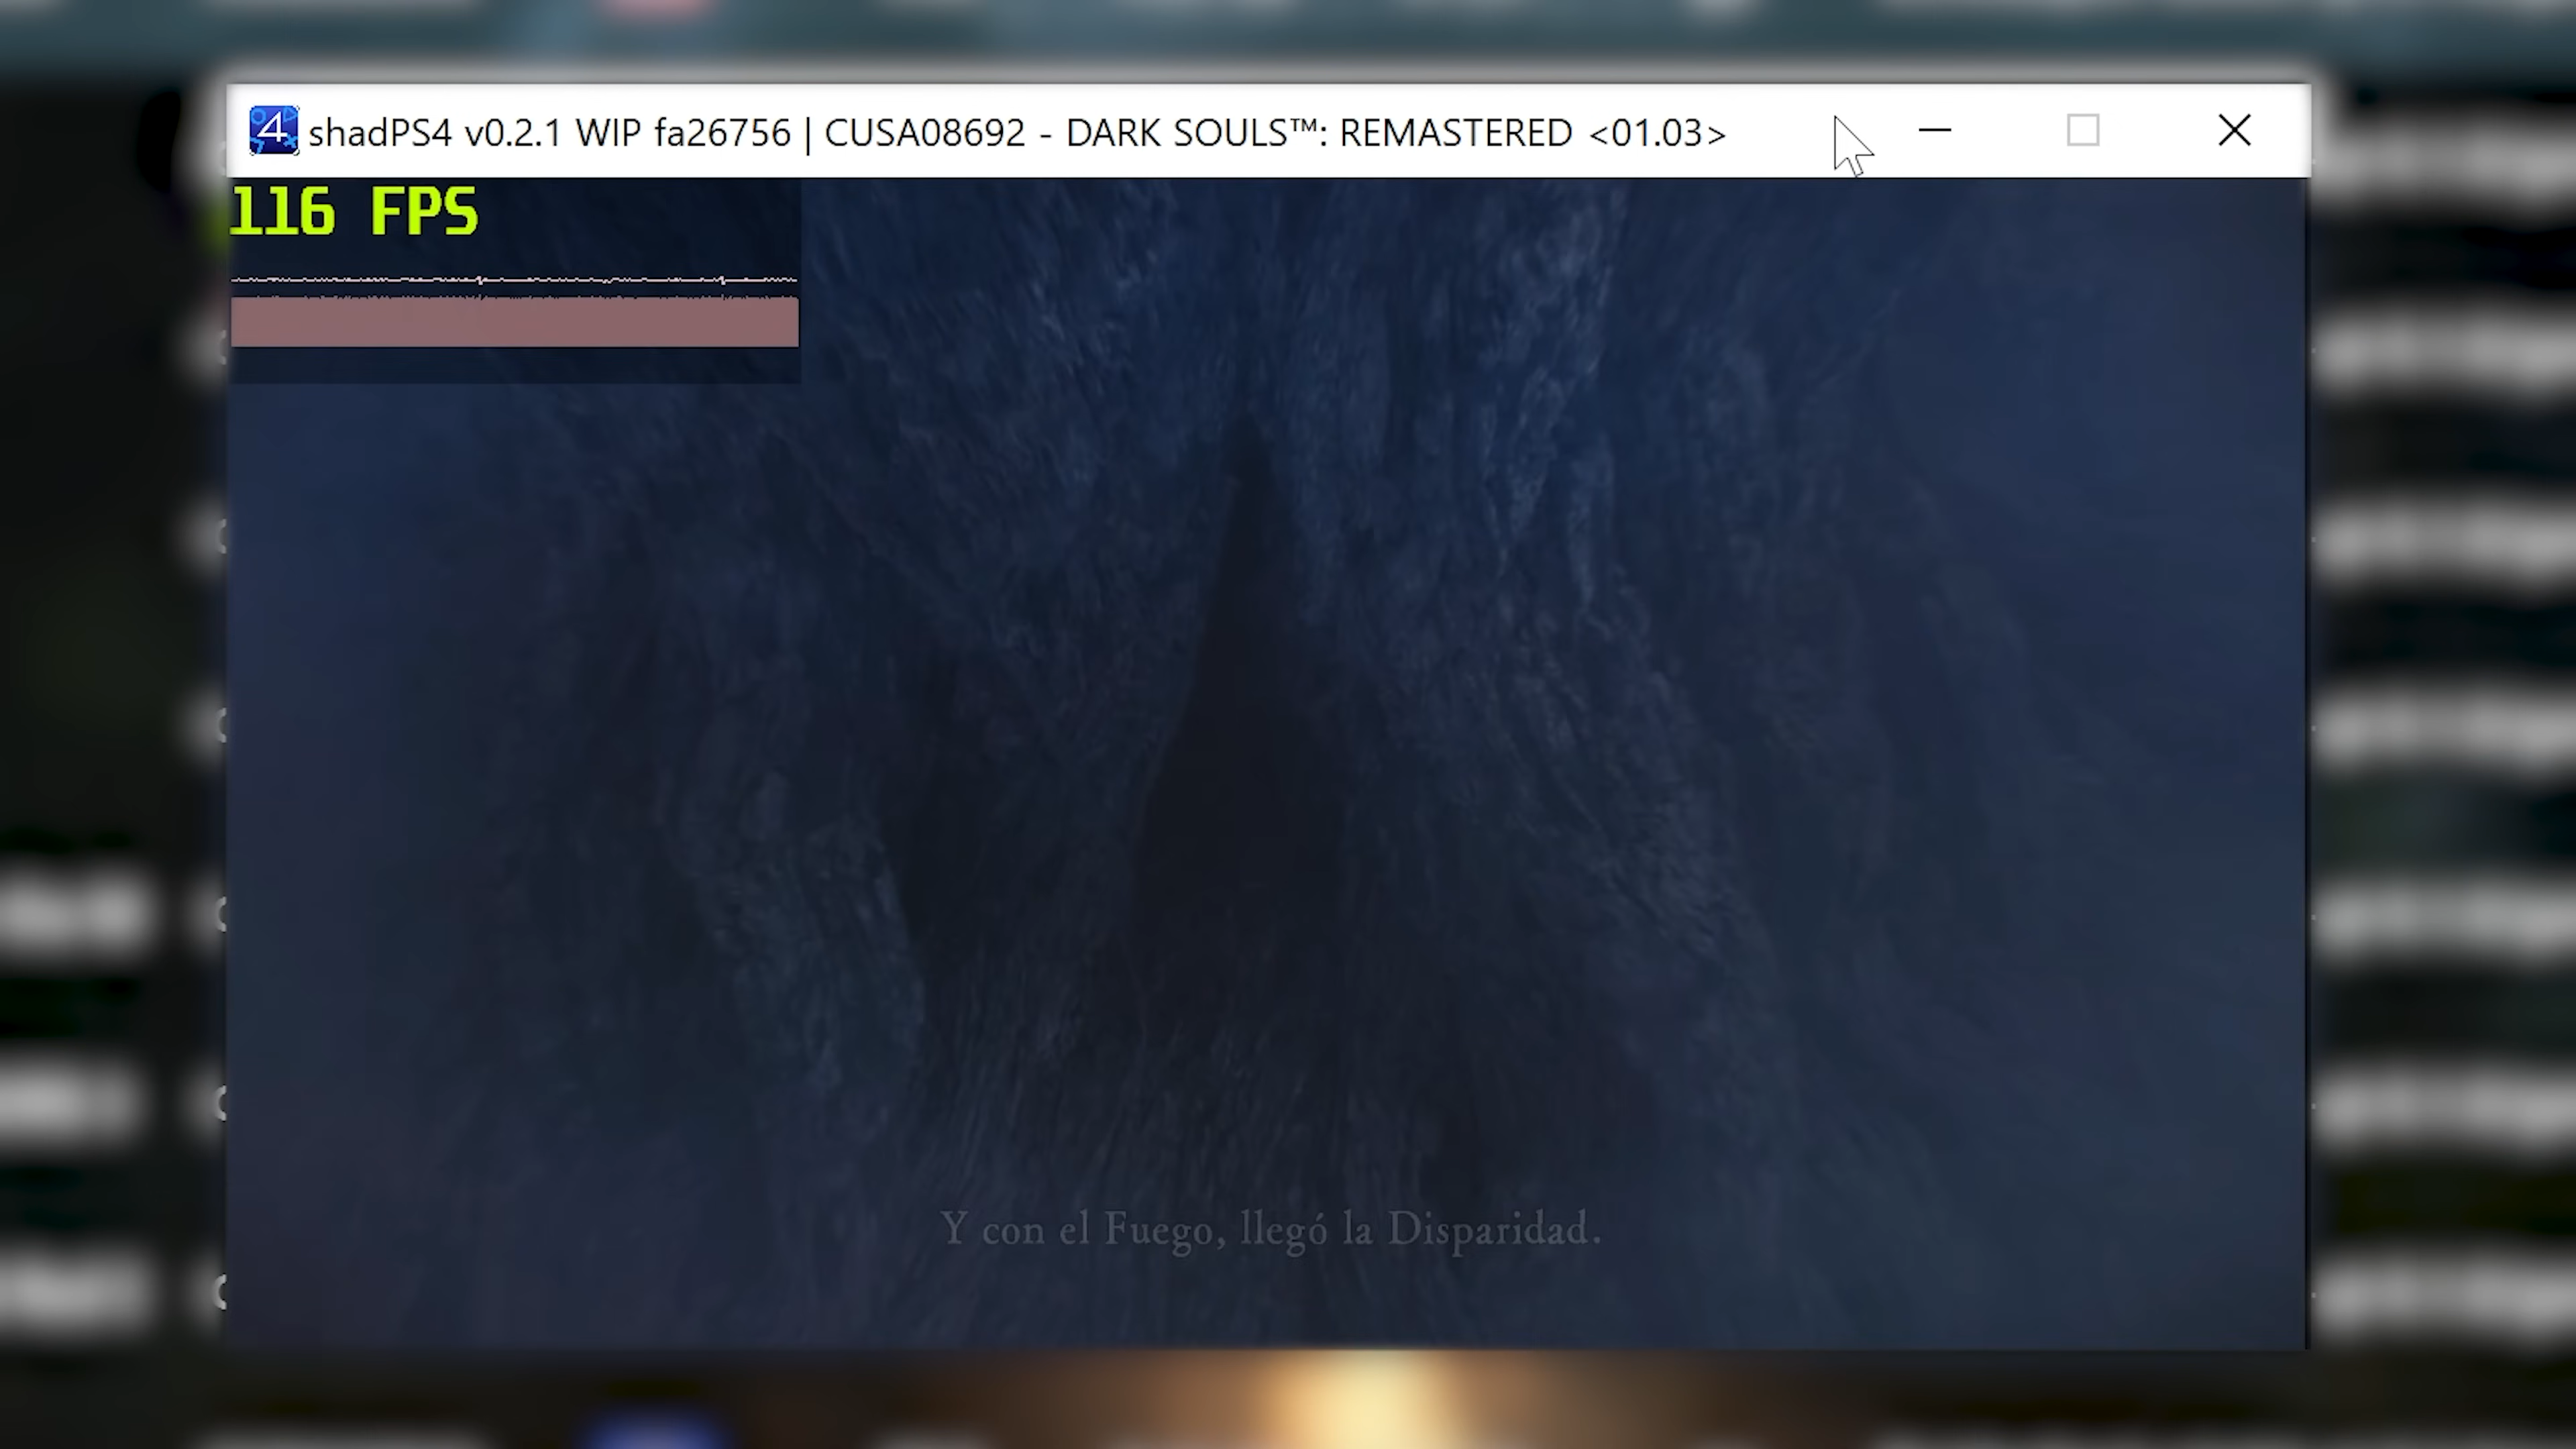 shadPS4 v0.2.1 WIP fa26756 | CUSA08692 - DARK SOULS™: REMASTERED <01.03>
116 FPS
Y con el Fuego, llegó la Disparidad.